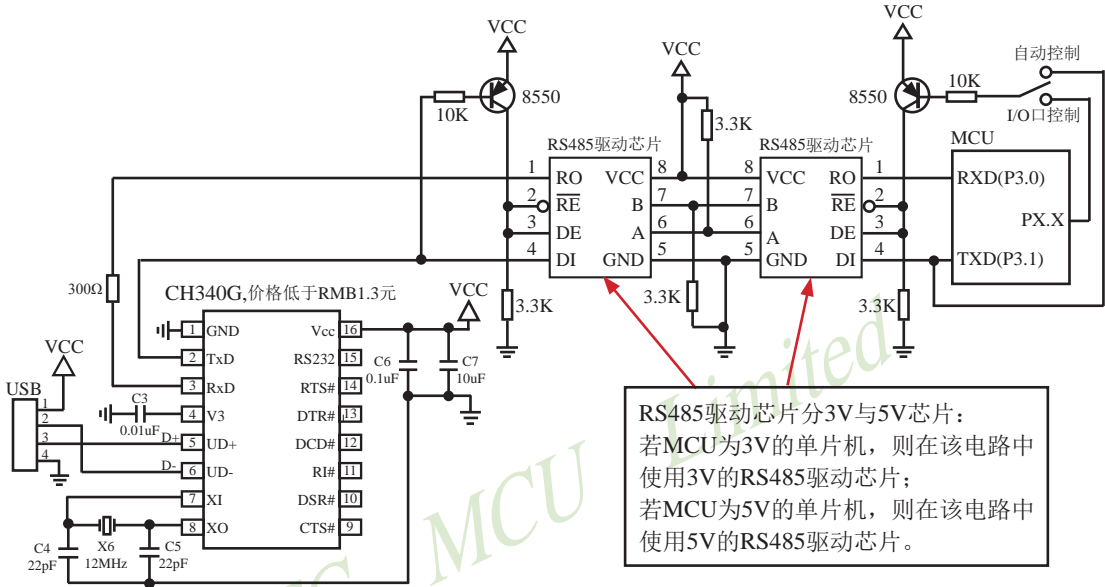 VCC
VCC
VCC
自动控制
10K
8550
8550
10K
I/O口控制
3.3K
MCU
RS485驱动芯片
RS485驱动芯片
1 RO VCC 8
2 RE B 7
3 DE A 6
4 DI GND 5
8 VCC RO 1
7 B RE 2
6 A DE 3
5 GND DI 4
RXD(P3.0)
PX.X
TXD(P3.1)
300Ω
3.3K
3.3K
3.3K
CH340G,价格低于RMB1.3元
VCC
1 GND Vcc 16
2 TxD RS232 15
3 RxD RTS# 14
4 V3 DTR# 13
5 UD+ DCD# 12
6 UD- RI# 11
7 XI DSR# 10
8 XO CTS# 9
C6
0.1uF
C7
10uF
VCC
USB
1
2
3
4
C3
0.01uF
D+
D-
C4
22pF
X6
12MHz
C5
22pF
RS485驱动芯片分3V与5V芯片：
若MCU为3V的单片机，则在该电路中
使用3V的RS485驱动芯片；
若MCU为5V的单片机，则在该电路中
使用5V的RS485驱动芯片。
MCU Limited